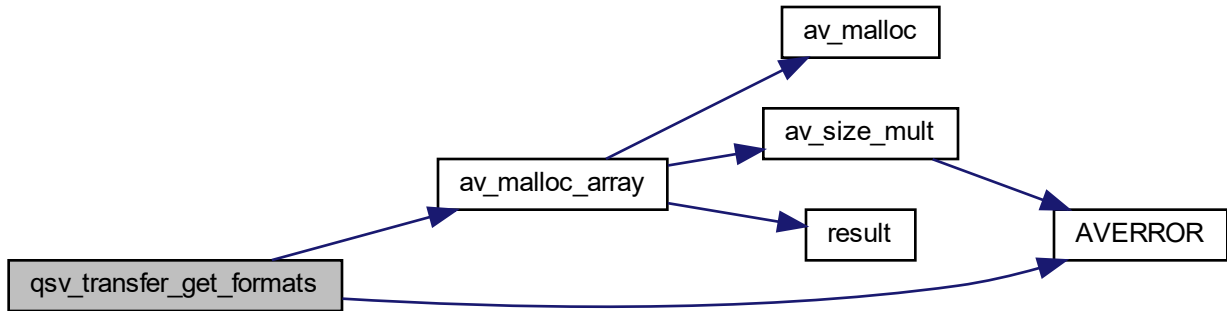 av_malloc
av_size_mult
av_malloc_array
result
AVERROR
qsv_transfer_get_formats